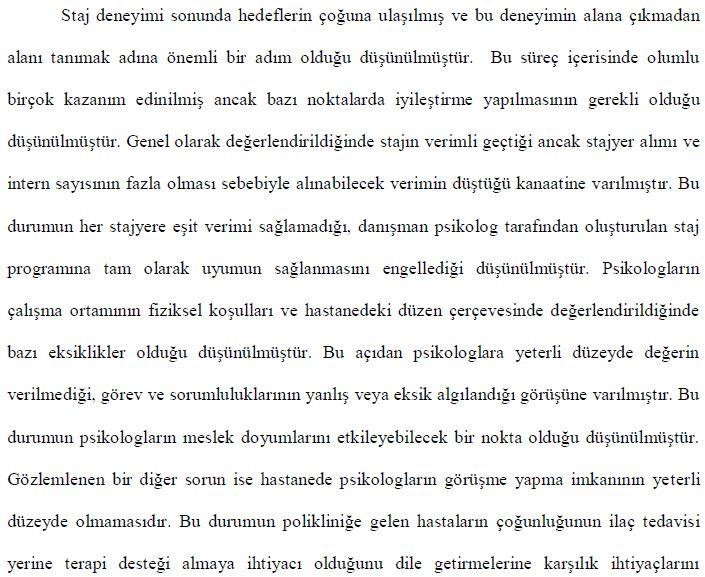 Staj deneyimi sonunda hedeflerin çoğuna ulaşılmış ve bu deneyimin alana çıkmadan
alanı tanımak adına önemli bir adım olduğu düşünülmüştür. Bu süreç içerisinde olumlu
birçok kazanım edinilmiş ancak bazı noktalarda iyileştirme yapılmasının gerekli olduğu
düşünülmüştür. Genel olarak değerlendirildiğinde stajın verimli geçtiği ancak stajyer alımı ve
intern sayısının fazla olması sebebiyle alınabilecek verimin düştüğü kanaatine varılmıştır. Bu
durumun her stajyere eşit verimi sağlamadığı, danışman psikolog tarafından oluşturulan staj
programına tam olarak uyumun sağlanmasını engellediği düşünülmüştür. Psikologların
çalışma ortamının fiziksel koşulları ve hastanedeki düzen çerçevesinde değerlendirildiğinde
bazı eksiklikler olduğu düşünülmüştür. Bu açıdan psikologlara yeterli düzeyde değerin
verilmediği, görev ve sorumluluklarının yanlış veya eksik algılandığı görüşüne varılmıştır. Bu
durumun psikologların meslek doyumlarını etkileyebilecek bir nokta olduğu düşünülmüştür.
Gözlemlenen bir diğer sorun ise hastanede psikologların görüşme yapma imkanının yeterli
düzeyde olmamasıdır. Bu durumun polikliniğe gelen hastaların çoğunluğunun ilaç tedavisi
yerine terapi desteği almaya ihtiyacı olduğunu dile getirmelerine karşılık ihtiyaçlarını